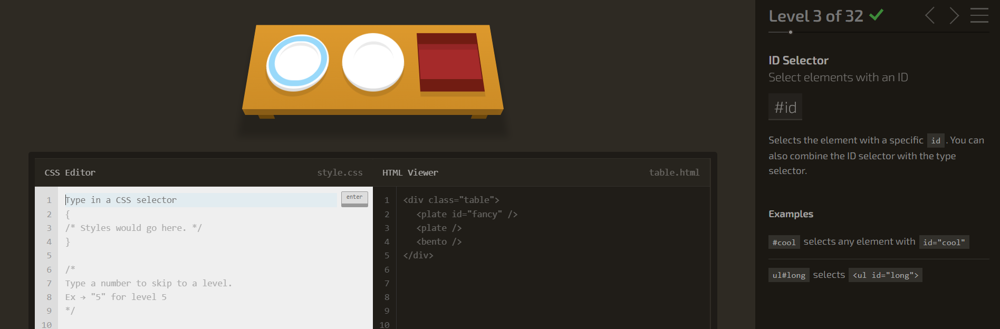 Level 3 of 32
ID Selector
Select elements with an ID
#id
Selects the element with a specific id . You can
also combine the ID selector with the type
selector.
Examples
#cool selects any element with id="cool"
ul#long selects <ul id="long">
CSS Editor style.css
1 Type in a CSS selector enter
2 {
3 /* Styles would go here. */
4 }
5
6 /*
7 Type a number to skip to a level.
8 Ex → "5" for level 5
9 */
10
HTML Viewer table.html
1 <div class="table">
2 <plate id="fancy" />
3 <plate />
4 <bento />
5 </div>
6
7
8
9
10